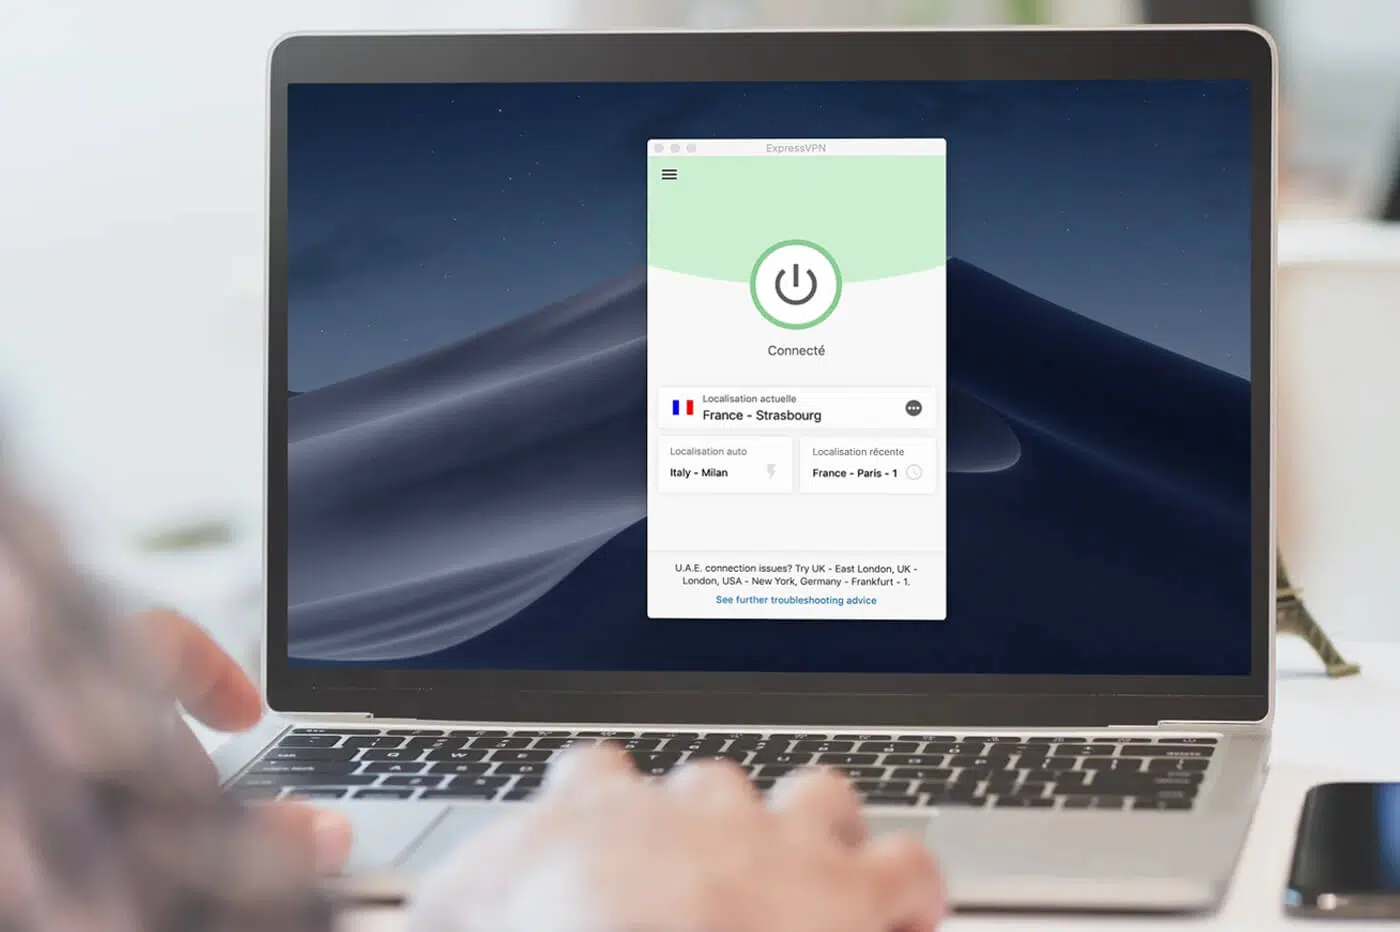 ExpressVPN
Connecté
Localisation actuelle
France - Strasbourg
Localisation auto
Italy - Milan
Localisation récente
France - Paris - 1
U.A.E. connection issues? Try UK - East London, UK -
London, USA - New York, Germany - Frankfurt - 1.
See further troubleshooting advice